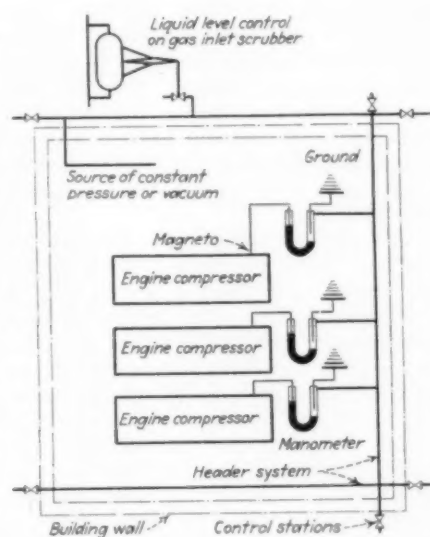 Liquid level control
on gas inlet scrubber
Ground
Source of constant
pressure or vacuum
Magneto
Engine compressor
Engine compressor
Engine compressor
Manometer
Header system
Building wall
Control stations